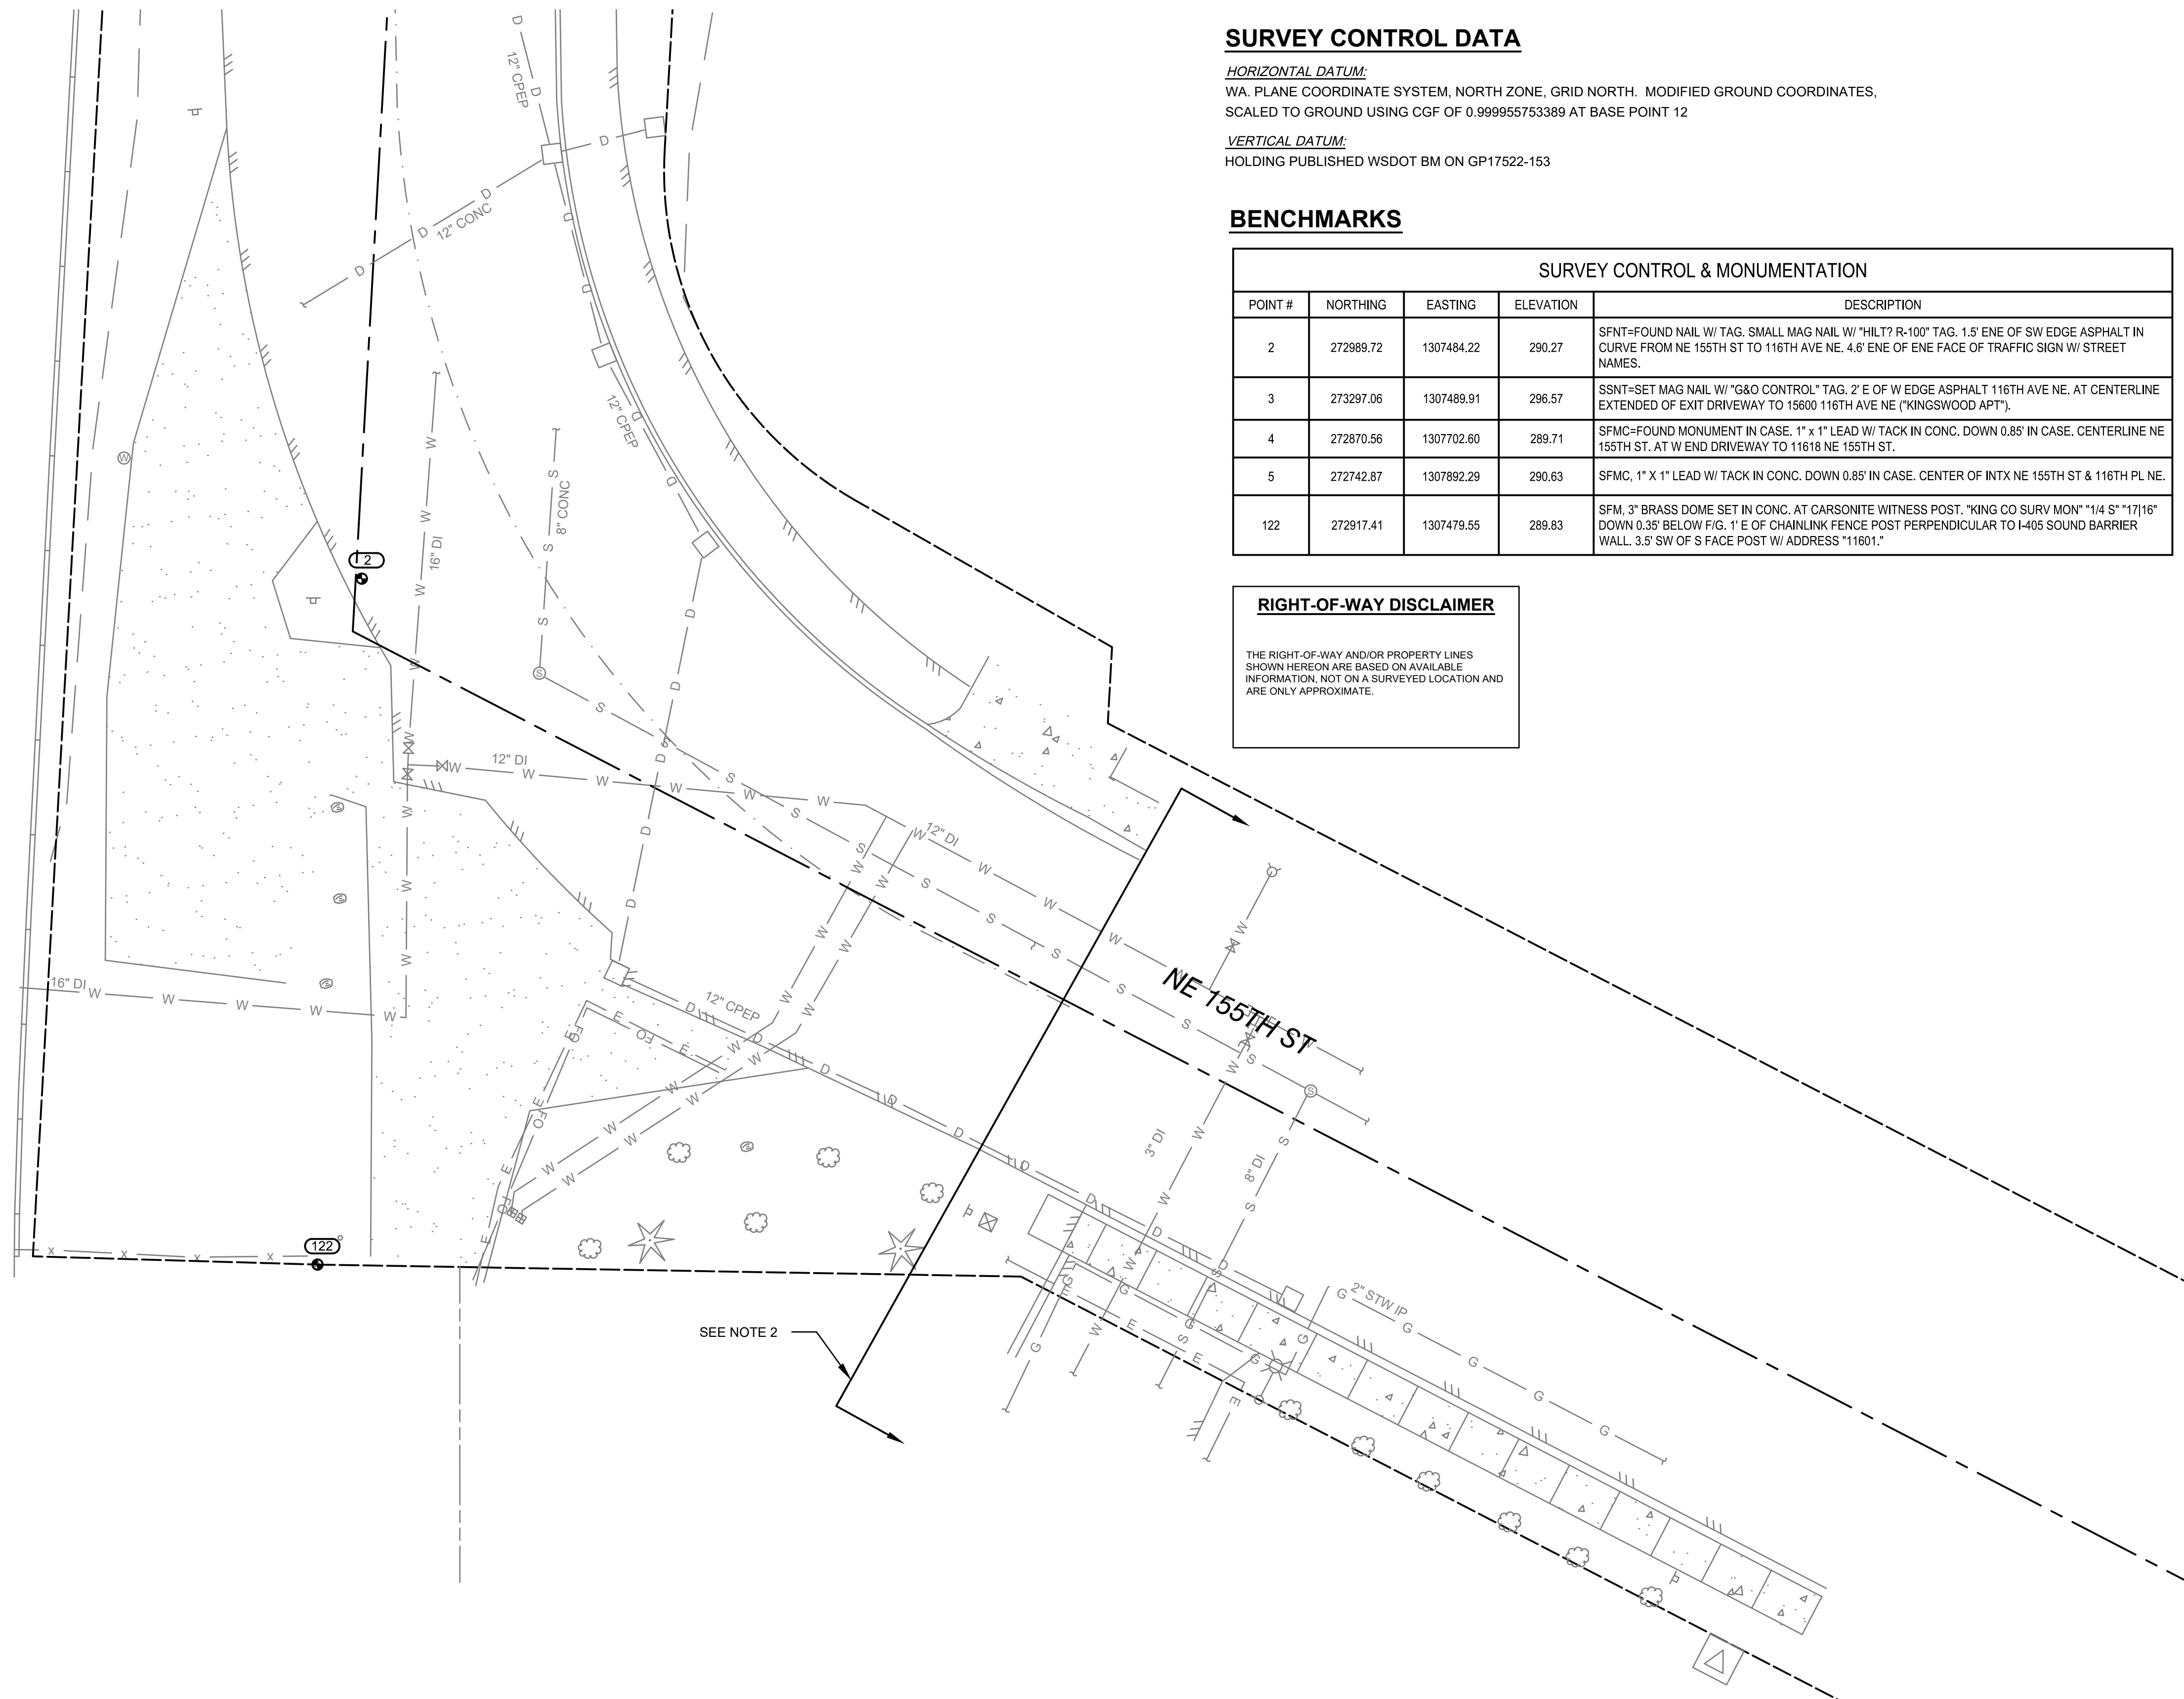 SURVEY CONTROL DATA
HORIZONTAL DATUM:
WA. PLANE COORDINATE SYSTEM, NORTH ZONE, GRID NORTH. MODIFIED GROUND COORDINATES,
SCALED TO GROUND USING CGF OF 0.999955753389 AT BASE POINT 12
VERTICAL DATUM:
HOLDING PUBLISHED WSDOT BM ON GP17522-153
BENCHMARKS
SURVEY CONTROL & MONUMENTATION
POINT # NORTHING EASTING ELEVATION DESCRIPTION
2 272989.72 1307484.22 290.27 SFNT=FOUND NAIL W/ TAG. SMALL MAG NAIL W/ "HILT? R-100" TAG. 1.5' ENE OF SW EDGE ASPHALT IN
CURVE FROM NE 155TH ST TO 116TH AVE NE. 4.6' ENE OF ENE FACE OF TRAFFIC SIGN W/ STREET
NAMES.
3 273297.06 1307489.91 296.57 SSNT=SET MAG NAIL W/ "G&O CONTROL" TAG. 2' E OF W EDGE ASPHALT 116TH AVE NE. AT CENTERLINE
EXTENDED OF EXIT DRIVEWAY TO 15600 116TH AVE NE ("KINGSWOOD APT").
4 272870.56 1307702.60 289.71 SFMC=FOUND MONUMENT IN CASE. 1" x 1" LEAD W/ TACK IN CONC. DOWN 0.85' IN CASE. CENTERLINE NE
155TH ST. AT W END DRIVEWAY TO 11618 NE 155TH ST.
5 272742.87 1307892.29 290.63 SFMC, 1" X 1" LEAD W/ TACK IN CONC. DOWN 0.85' IN CASE. CENTER OF INTX NE 155TH ST & 116TH PL NE.
122 272917.41 1307479.55 289.83 SFM, 3" BRASS DOME SET IN CONC. AT CARSONITE WITNESS POST. "KING CO SURV MON" "1/4 S" "17|16"
DOWN 0.35' BELOW F/G. 1' E OF CHAINLINK FENCE POST PERPENDICULAR TO I-405 SOUND BARRIER
WALL. 3.5' SW OF S FACE POST W/ ADDRESS "11601."
RIGHT-OF-WAY DISCLAIMER
THE RIGHT-OF-WAY AND/OR PROPERTY LINES
SHOWN HEREON ARE BASED ON AVAILABLE
INFORMATION, NOT ON A SURVEYED LOCATION AND
ARE ONLY APPROXIMATE.
12" CPEP
12" CONC
12" CPEP
8" CONC
16" DI
2
12" DI
12" DI
16" DI
12" CPEP
NE 155TH ST
3" DI
8" DI
122
2" STW IP
SEE NOTE 2